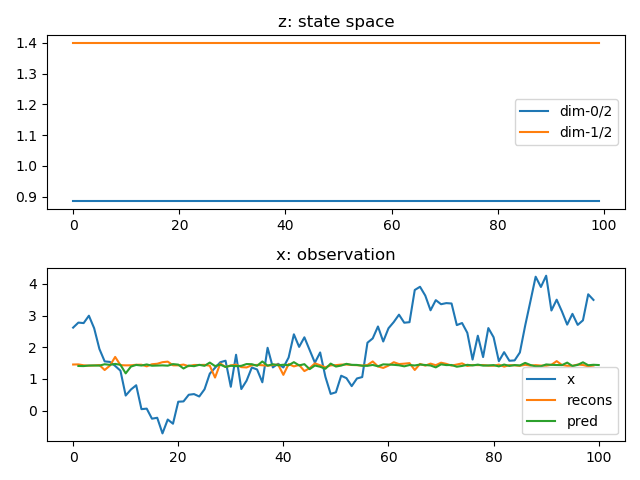 z: state space
1.4
1.3
1.2
1.1
1.0
0.9
dim-0/2
dim-1/2
0 20 40 60 80 100
x: observation
4
3
2
1
0
x
recons
pred
0 20 40 60 80 100